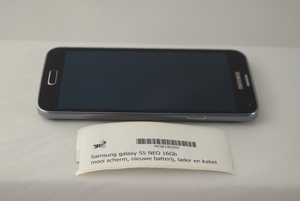 SAMSUNG
Samsung galaxy S5 NEO 16Gb
mooi scherm, nieuwe batterij, lader en kabel